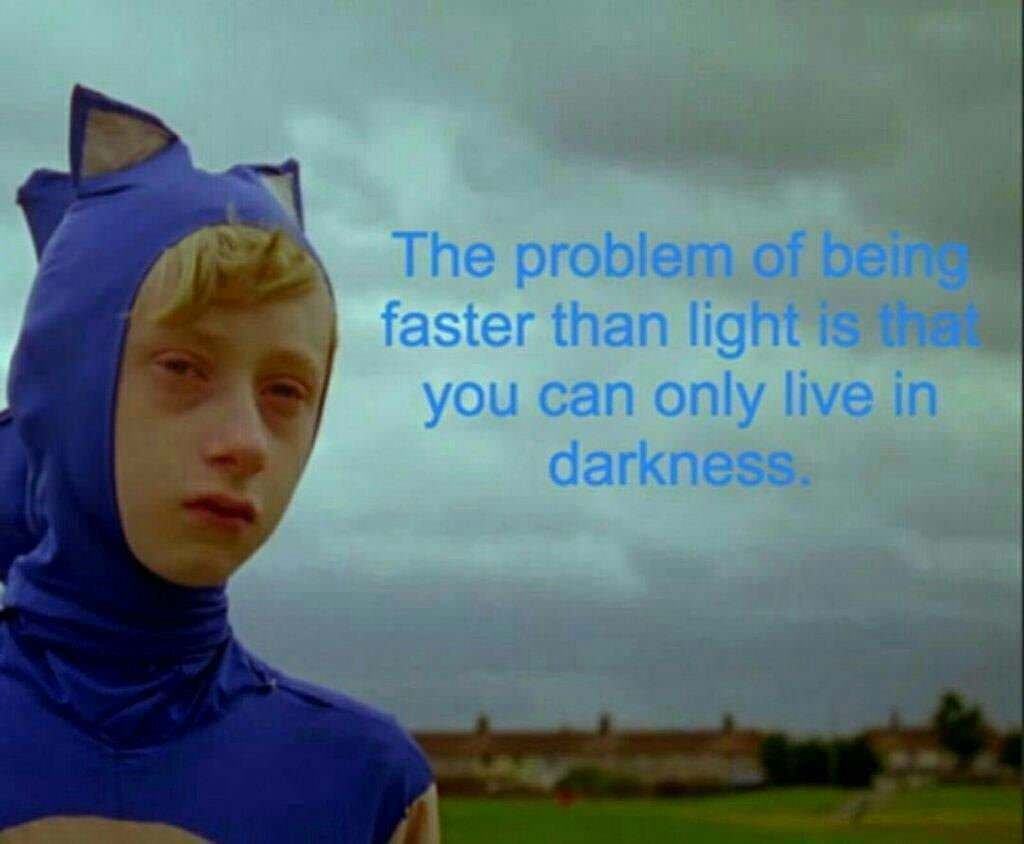 The problem of being
faster than light is that
you can only live in
darkness.